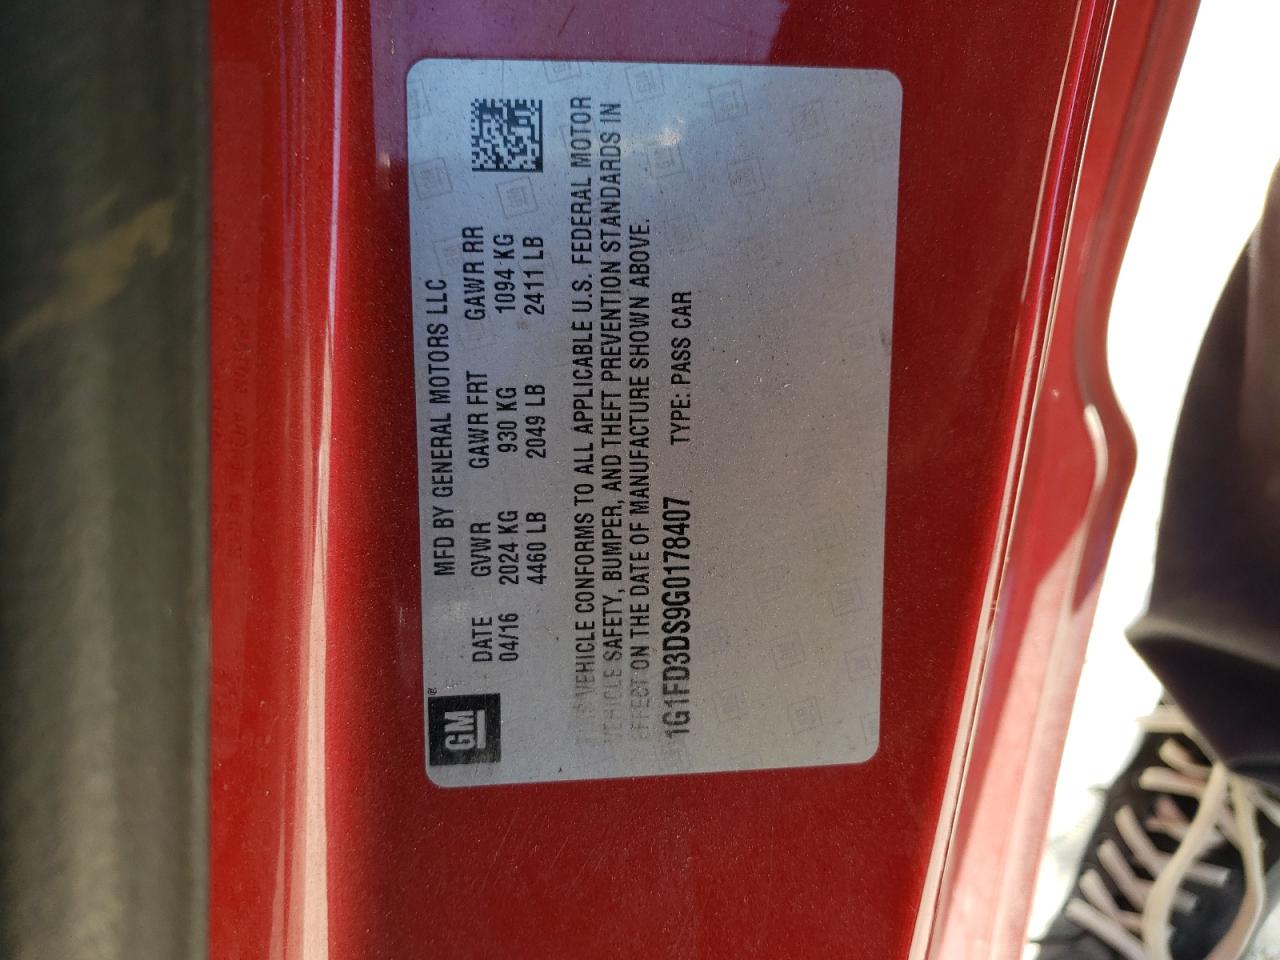 GM
®
MFD BY GENERAL MOTORS LLC
DATE GVWR GAWR FRT GAWR RR
04/16 2024 KG 930 KG 1094 KG
4460 LB 2049 LB 2411 LB
THIS VEHICLE CONFORMS TO ALL APPLICABLE U.S. FEDERAL MOTOR
VEHICLE SAFETY, BUMPER, AND THEFT PREVENTION STANDARDS IN
EFFECT ON THE DATE OF MANUFACTURE SHOWN ABOVE.
1G1FD3DS9G0178407 TYPE: PASS CAR